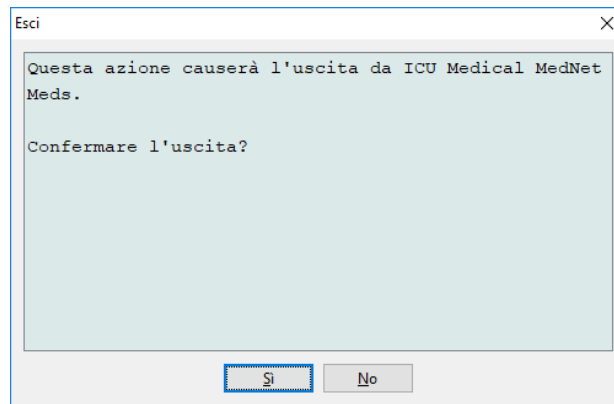 Esci
Questa azione causerà l'uscita da ICU Medical MedNet
Meds.
Confermare l'uscita?
Sì
No